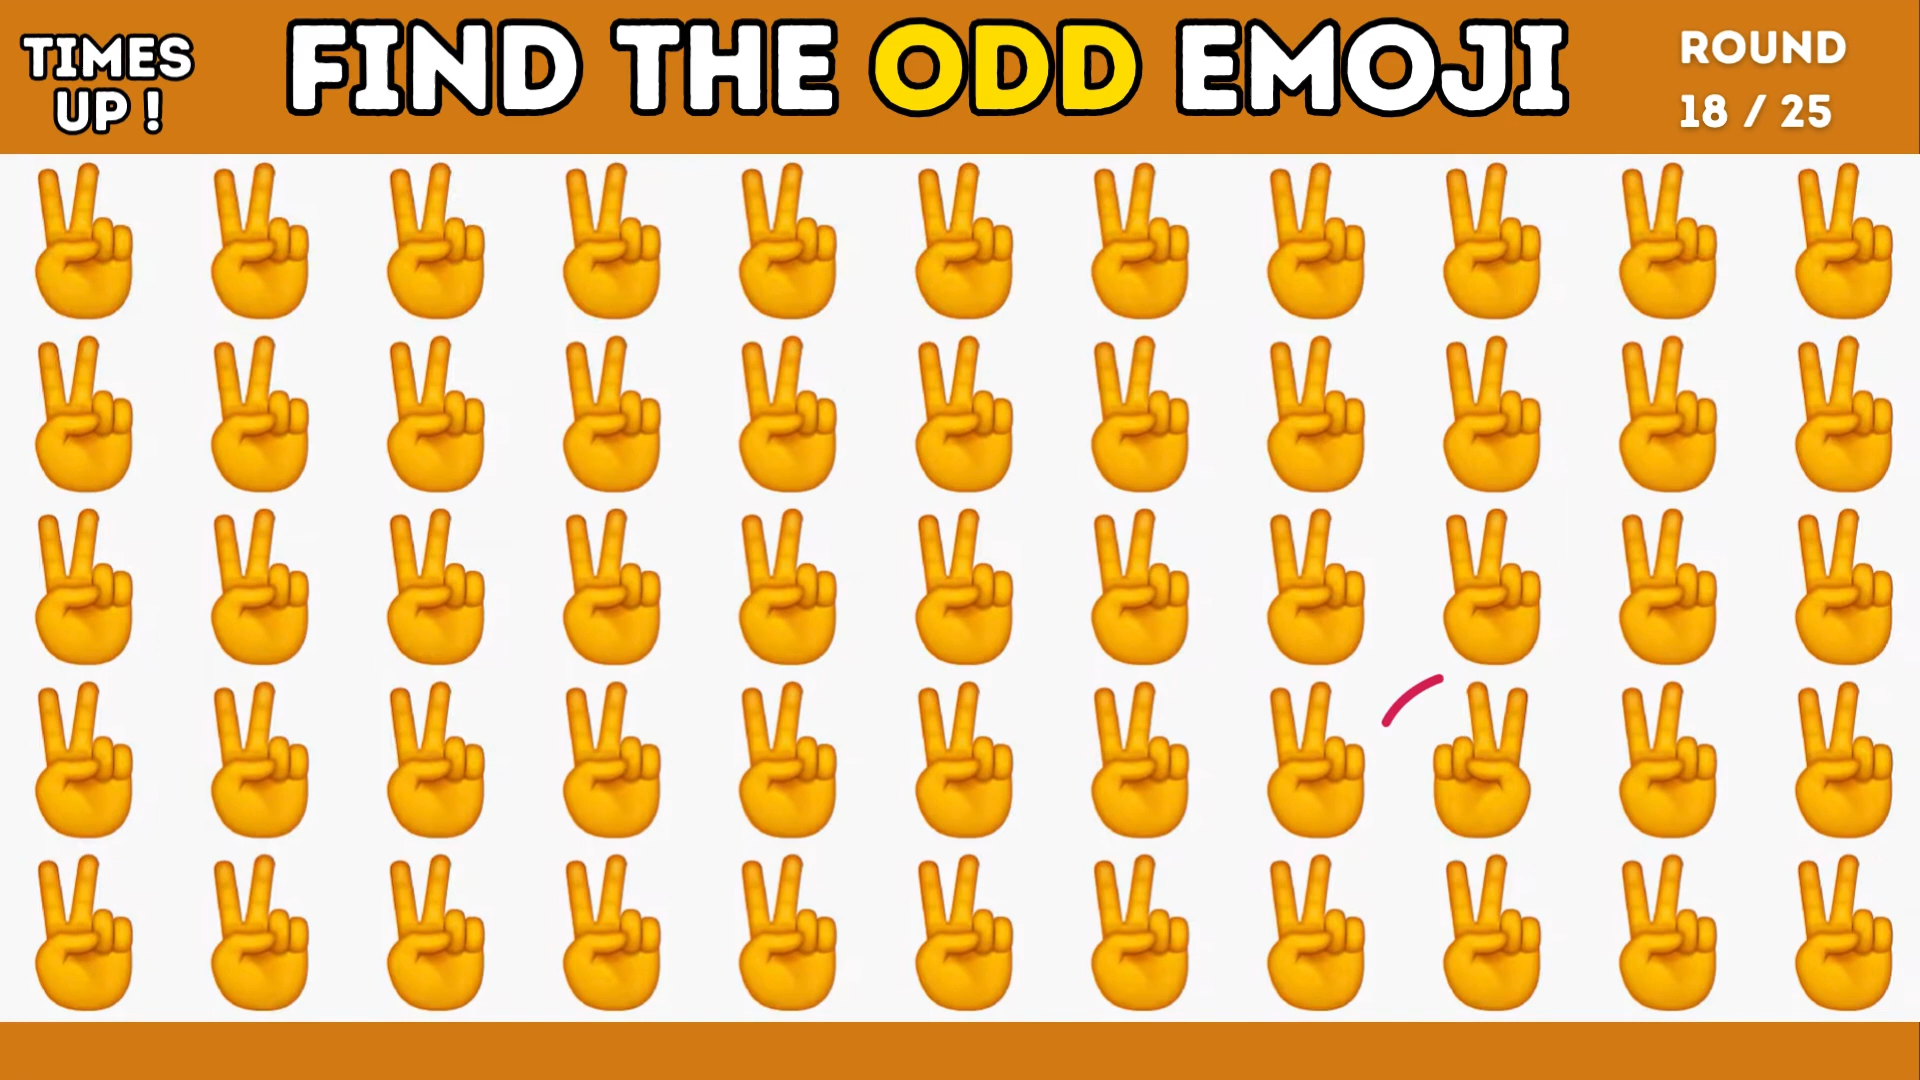 TIMES
UP !
FIND THE ODD EMOJI
ROUND
18 / 25